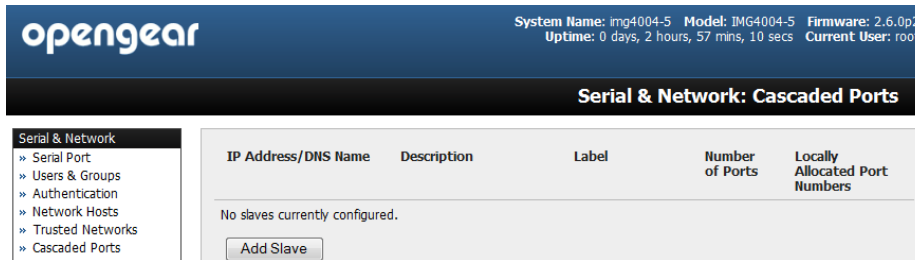 opengear
System Name: img4004-5 Model: IMG4004-5 Firmware: 2.6.0p2
Uptime: 0 days, 2 hours, 57 mins, 10 secs Current User: root
Serial & Network: Cascaded Ports
Serial & Network
» Serial Port
» Users & Groups
» Authentication
» Network Hosts
» Trusted Networks
» Cascaded Ports
IP Address/DNS Name Description Label Number of Ports Locally Allocated Port Numbers
No slaves currently configured.
Add Slave